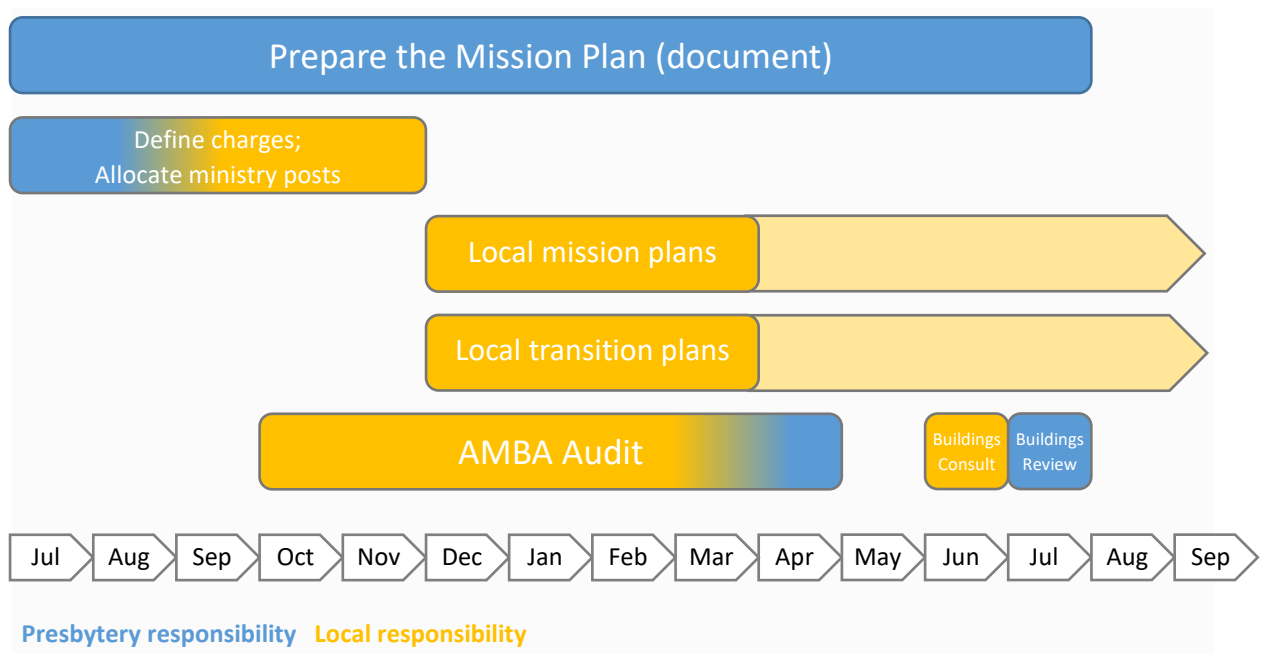 Prepare the Mission Plan (document)
Define charges;
Allocate ministry posts
Local mission plans
Local transition plans
AMBA Audit
Buildings
Consult
Buildings
Review
Jul Aug Sep Oct Nov Dec Jan Feb Mar Apr May Jun Jul Aug Sep
Presbytery responsibility Local responsibility